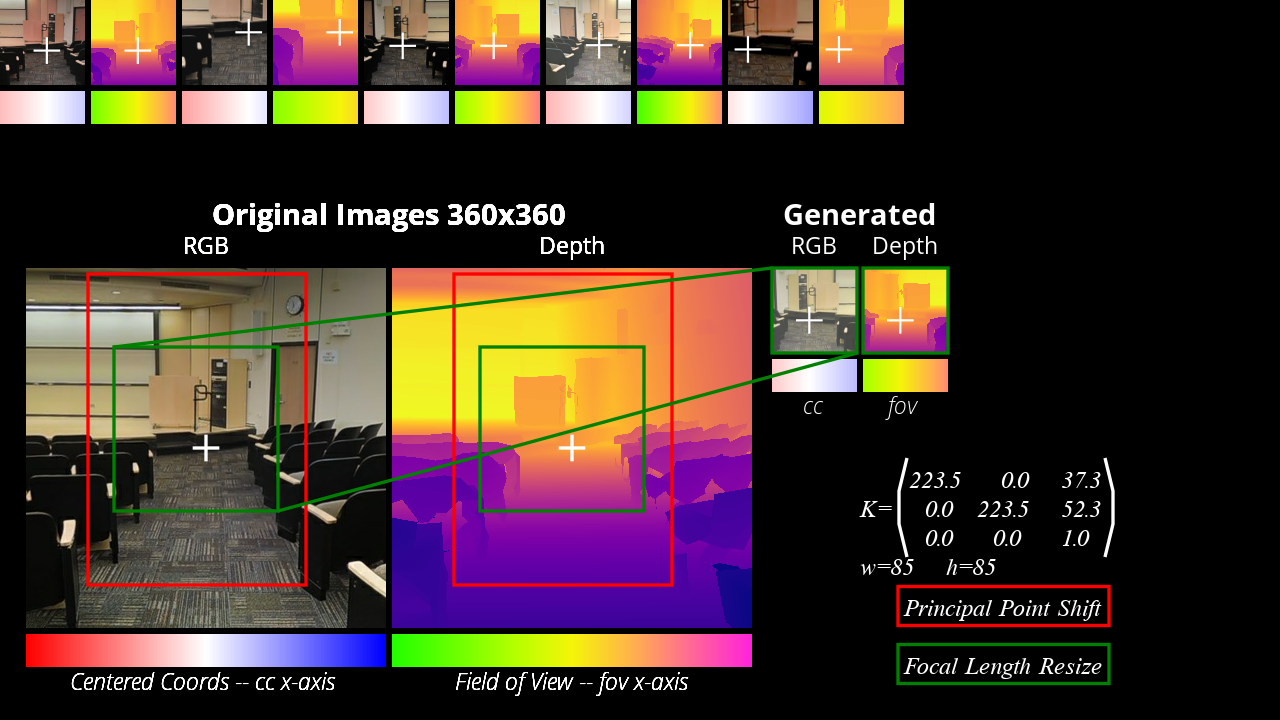 Original Images 360x360
Generated
RGB
Depth
RGB
Depth
cc
fov
K=
223.5 0.0 37.3
0.0 223.5 52.3
0.0 0.0 1.0
w=85 h=85
Principal Point Shift
Focal Length Resize
Centered Coords -- cc x-axis
Field of View -- fov x-axis